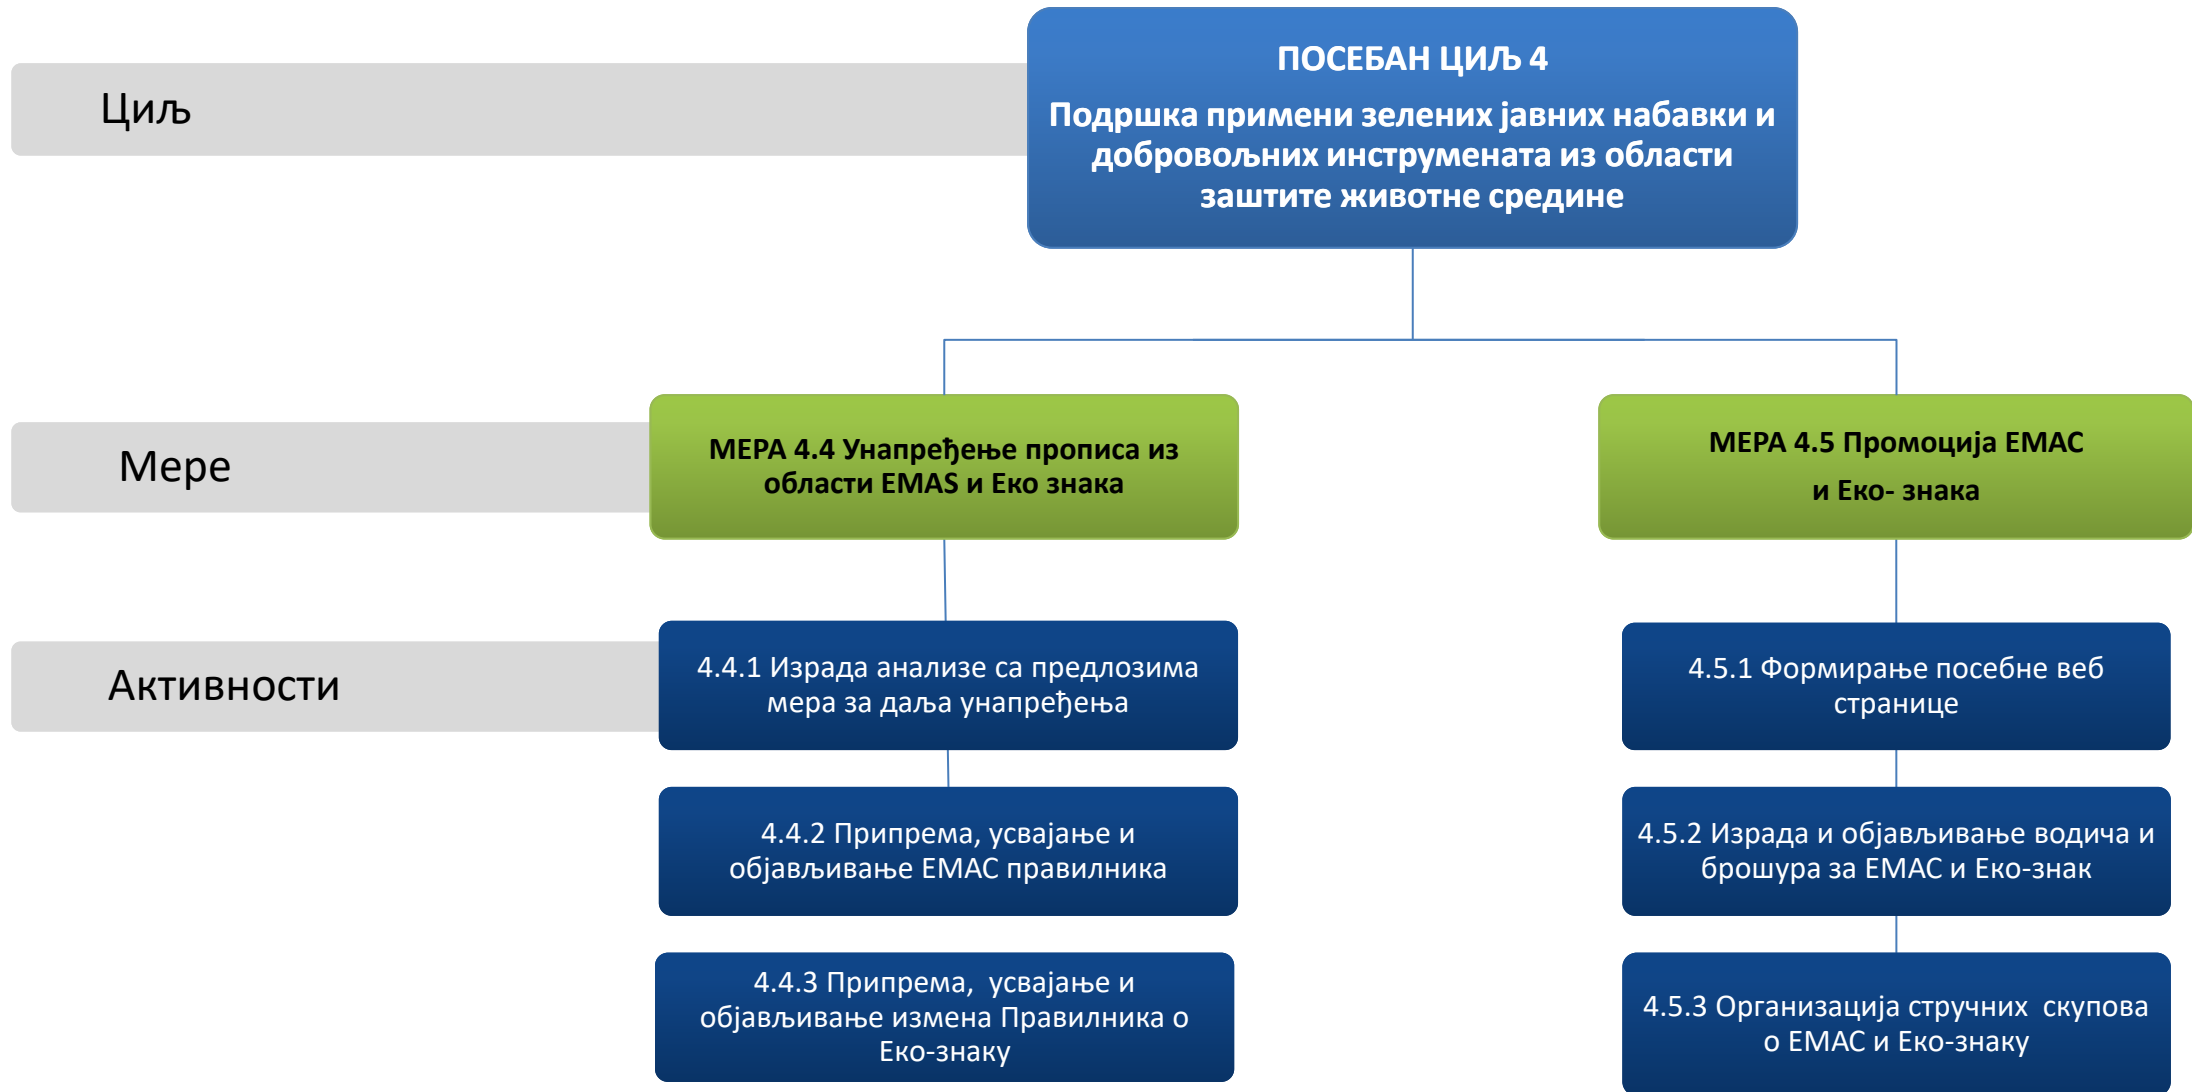 Циљ
ПОСЕБАН ЦИЉ 4
Подршка примени зелених јавних набавки и
добровољних инструмената из области
заштите животне средине
Мере
МЕРА 4.4 Унапређење прописа из
области EMAS и Еко знака
МЕРА 4.5 Промоција ЕМАС
и Еко- знака
Активности
4.4.1 Израда анализе са предлозима
мера за даља унапређења
4.5.1 Формирање посебне веб
странице
4.4.2 Припрема, усвајање и
објављивање ЕМАС правилника
4.5.2 Израда и објављивање водича и
брошура за ЕМАС и Еко-знак
4.4.3 Припрема,  усвајање и
објављивање измена Правилника о
Еко-знаку
4.5.3 Организација стручних  скупова
о ЕМАС и Еко-знаку